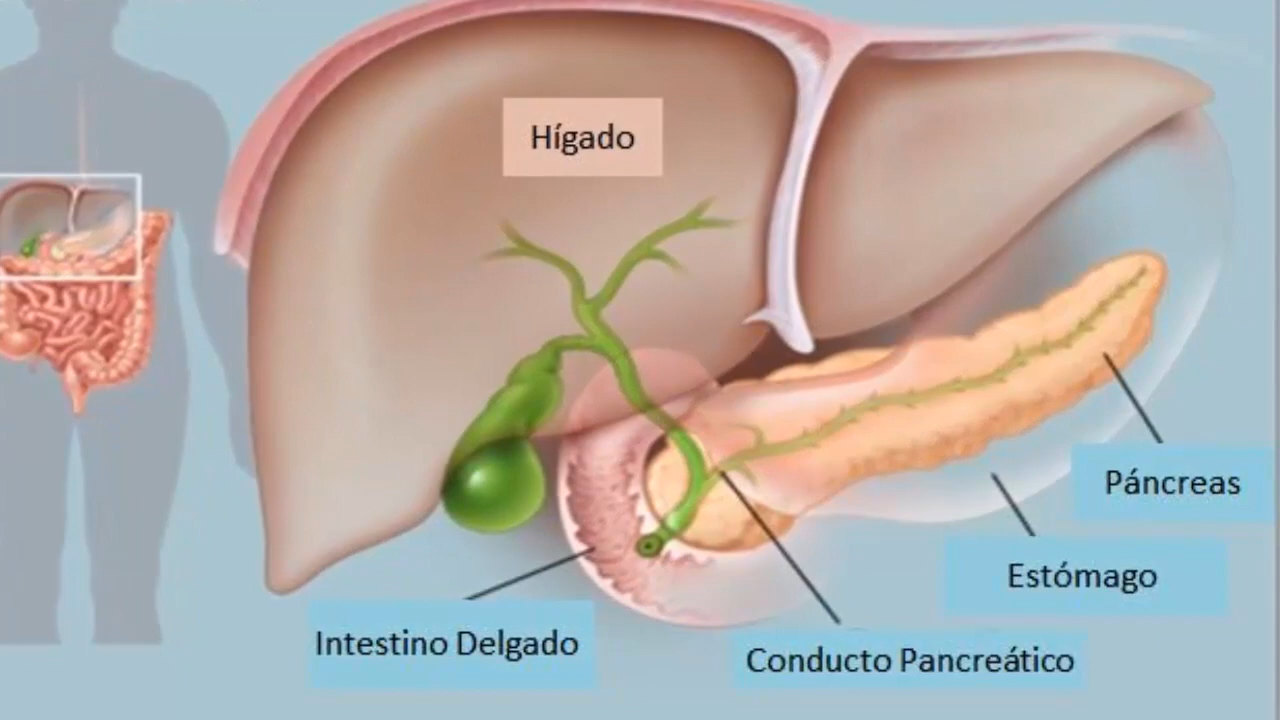 Hígado
Páncreas
Estómago
Intestino Delgado
Conducto Pancreático